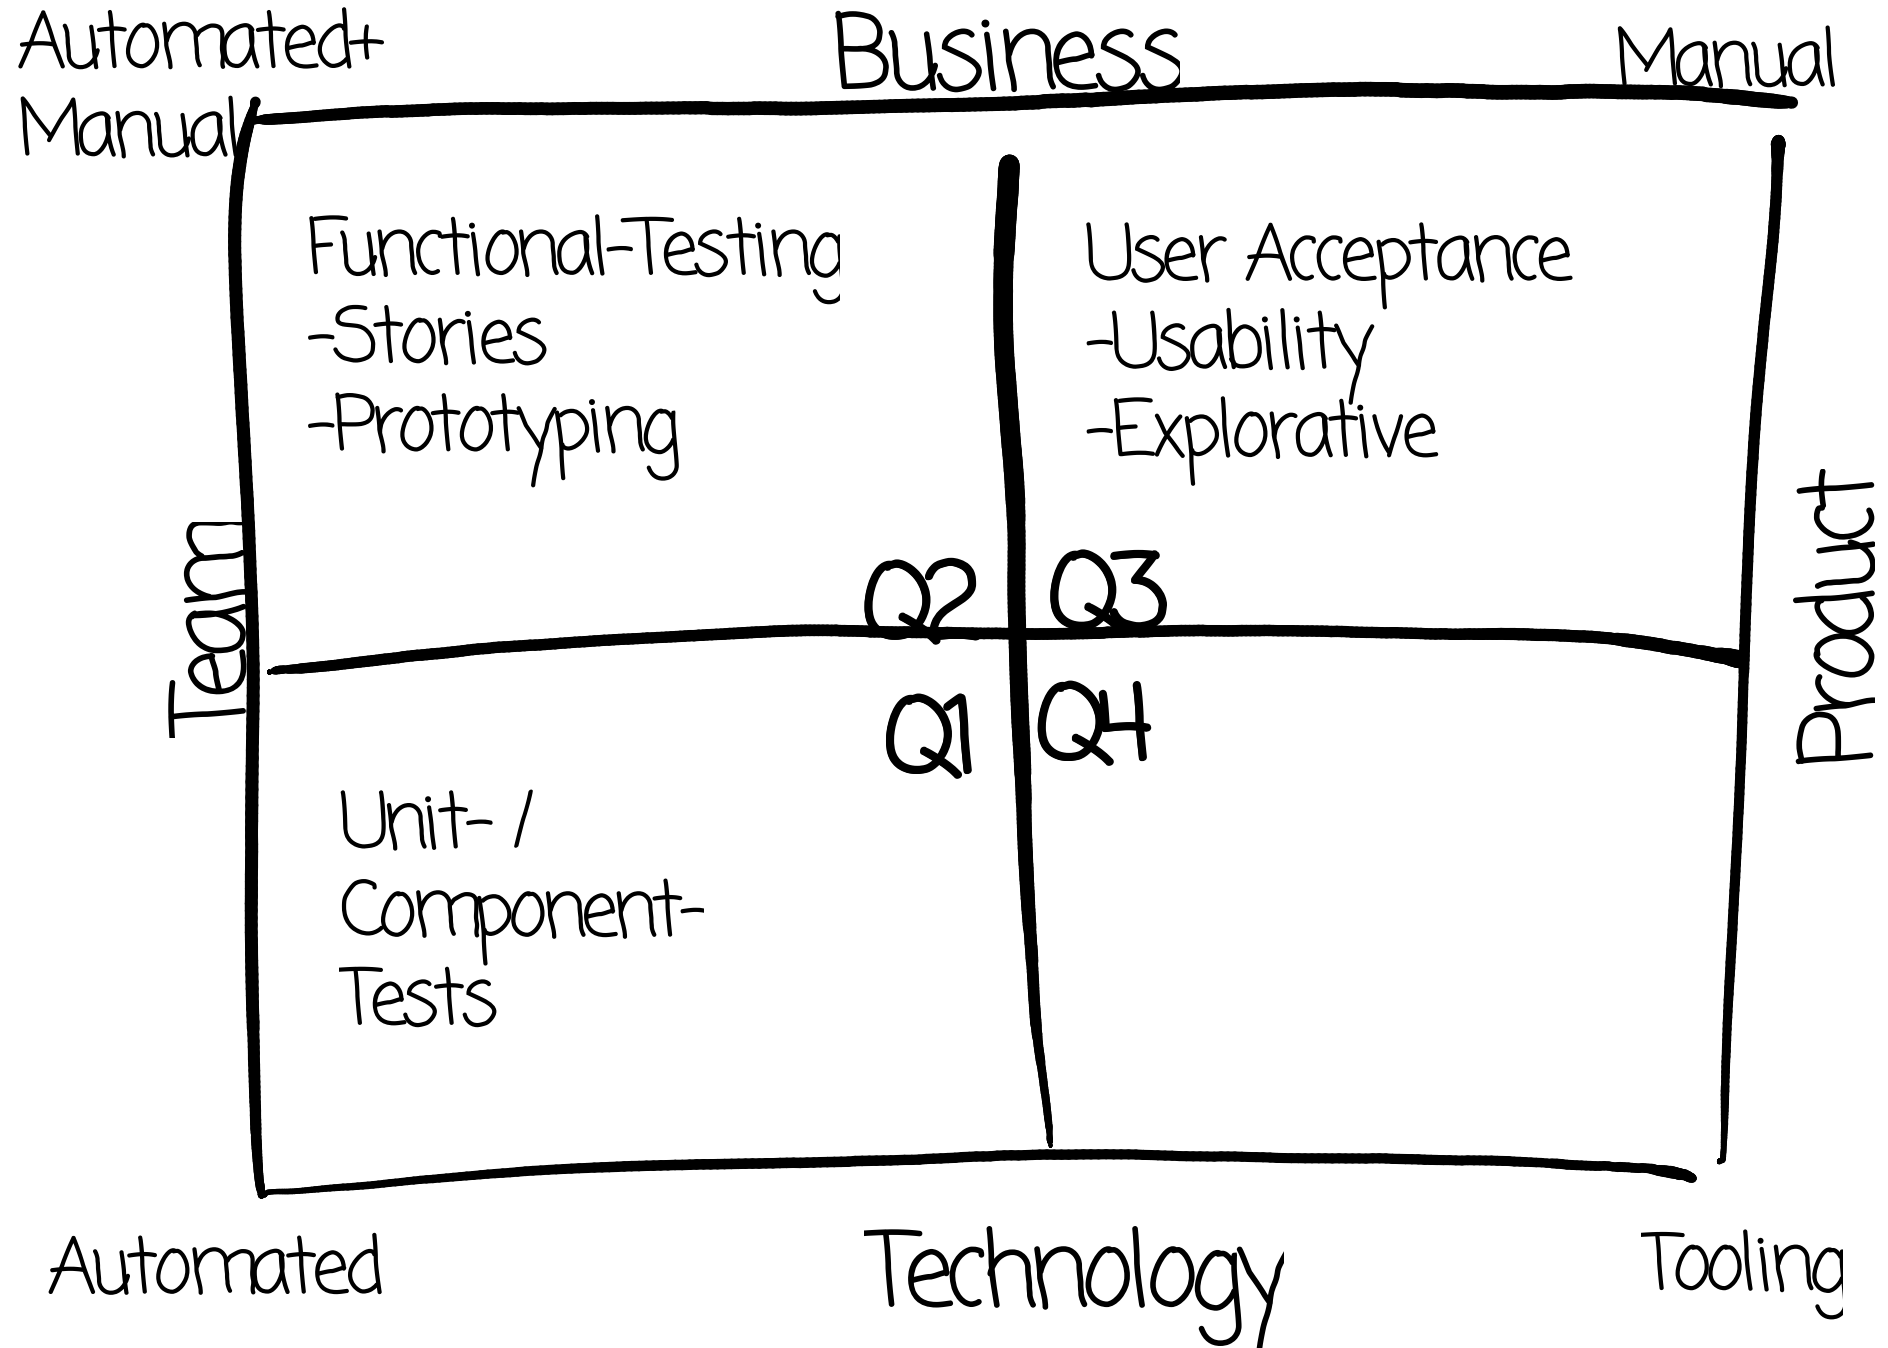 Automated+
Manual
Business
Manual
Functional-Testing
-Stories
-Prototyping
User Acceptance
-Usability
-Explorative
Team
Product
Q2
Q3
Q1
Q4
Unit- /
Component-
Tests
Automated
Technology
Tooling